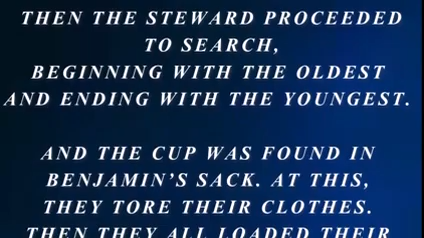 THEN THE STEWARD PROCEEDED
TO SEARCH,
BEGINNING WITH THE OLDEST
AND ENDING WITH THE YOUNGEST.
AND THE CUP WAS FOUND IN
BENJAMIN'S SACK. AT THIS,
THEY TORE THEIR CLOTHES.
THEN THEY ALL LOADED THEIR